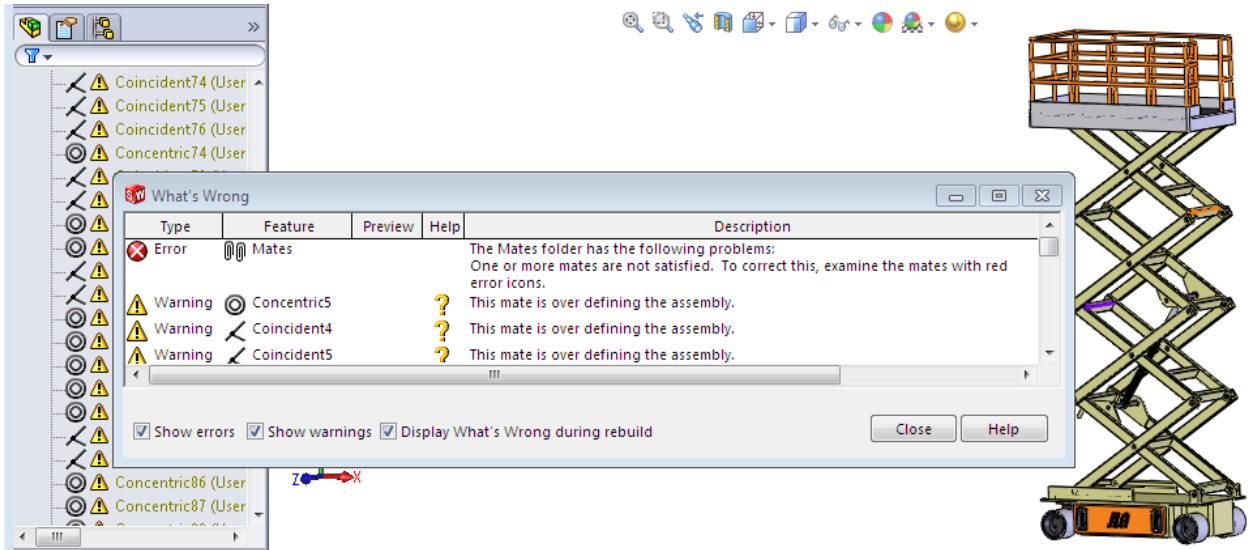 Coincident74 (User
Coincident75 (User
Coincident76 (User
Concentric74 (User
What's Wrong
Type Feature Preview Help Description
Error Mates The Mates folder has the following problems:
One or more mates are not satisfied. To correct this, examine the mates with red
error icons.
Warning Concentric5 ? This mate is over defining the assembly.
Warning Coincident4 ? This mate is over defining the assembly.
Warning Coincident5 ? This mate is over defining the assembly.
Show errors Show warnings Display What's Wrong during rebuild
Close Help
Concentric86 (User
Z X
Concentric87 (User
JLG